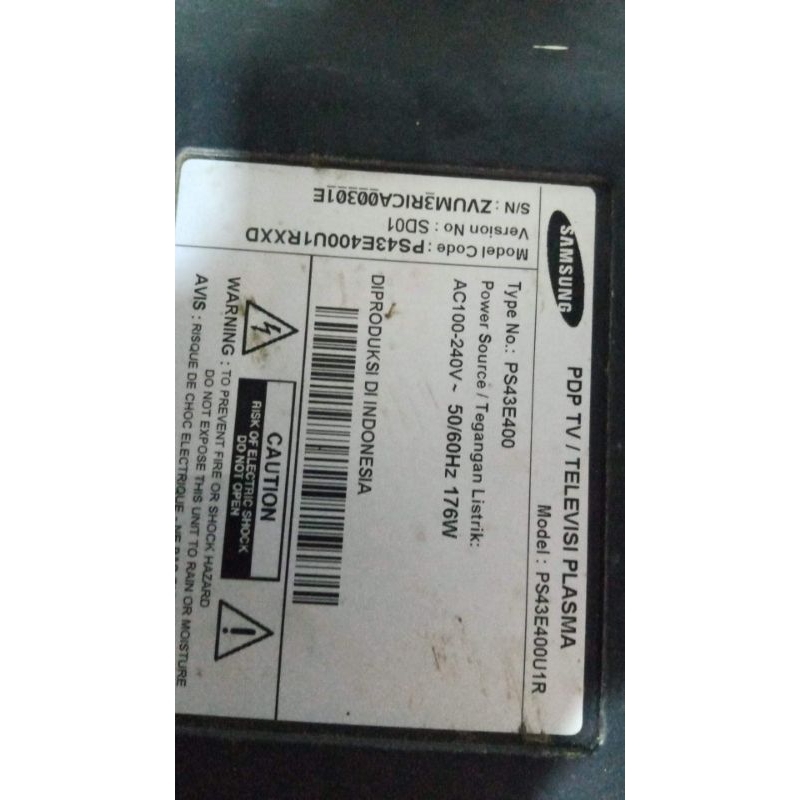 SAMSUNG
PDP TV / TELEVISI PLASMA
Model : PS43E400U1R
Type No.: PS43E400
Power Source / Tegangan Listrik:
AC100-240V~ 50/60Hz 176W
DIPRODUKSI DI INDONESIA
Model Code : PS43E400U1RXXD
Version No : SD01
S/N : ZVUM3RICA00301E
CAUTION
RISK OF ELECTRIC SHOCK
DO NOT OPEN
WARNING : TO PREVENT FIRE OR SHOCK HAZARD
DO NOT EXPOSE THIS UNIT TO RAIN OR MOISTURE
AVIS : RISQUE DE CHOC ELECTRIQUE